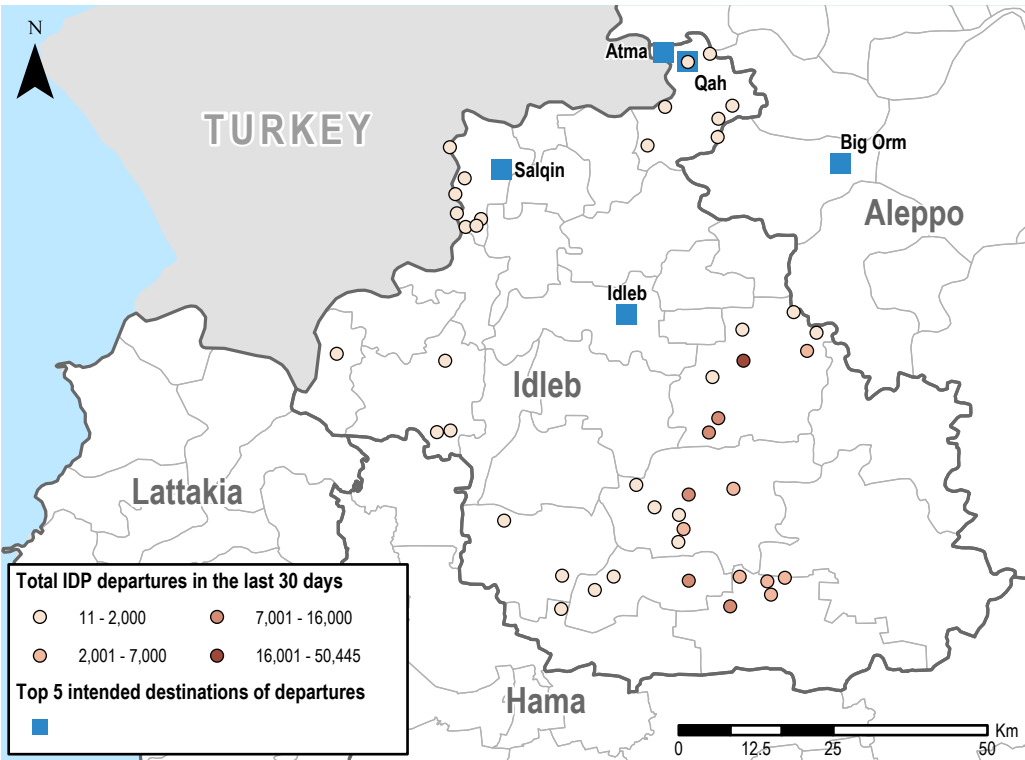 N
Atma
Qah
TURKEY
Big Orm
Salqin
Aleppo
Idleb
Idleb
Lattakia
Total IDP departures in the last 30 days
11 - 2,000
7,001 - 16,000
2,001 - 7,000
16,001 - 50,445
Top 5 intended destinations of departures
Hama
Km
0 12.5 25 50